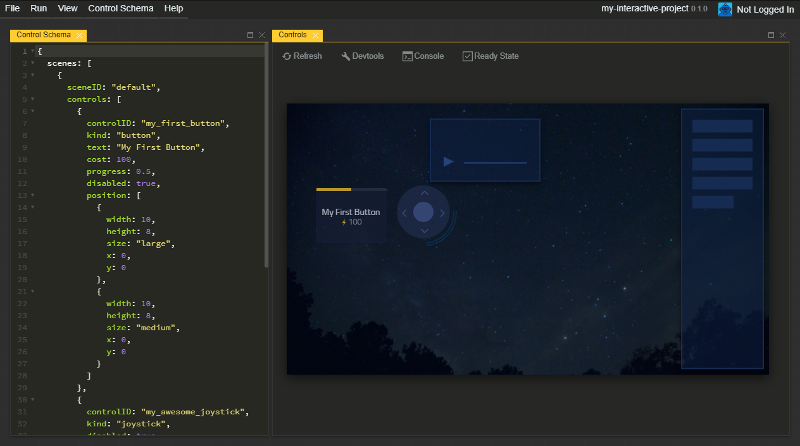 File Run View Control Schema Help
my-interactive-project 0.1.0 Not Logged In
Control Schema
Controls
Refresh Devtools Console Ready State
1 {
2 scenes: [
3 {
4 sceneID: "default",
5 controls: [
6 {
7 controlID: "my_first_button",
8 kind: "button",
9 text: "My First Button",
10 cost: 100,
11 progress: 0.5,
12 disabled: true,
13 position: [
14 {
15 width: 10,
16 height: 8,
17 size: "large",
18 x: 0,
19 y: 0
20 },
21 {
22 width: 10,
23 height: 8,
24 size: "medium",
25 x: 0,
26 y: 0
27 }
28 ]
29 },
30 {
31 controlID: "my_awesome_joystick",
32 kind: "joystick",
33 disabled: true,
My First Button
100